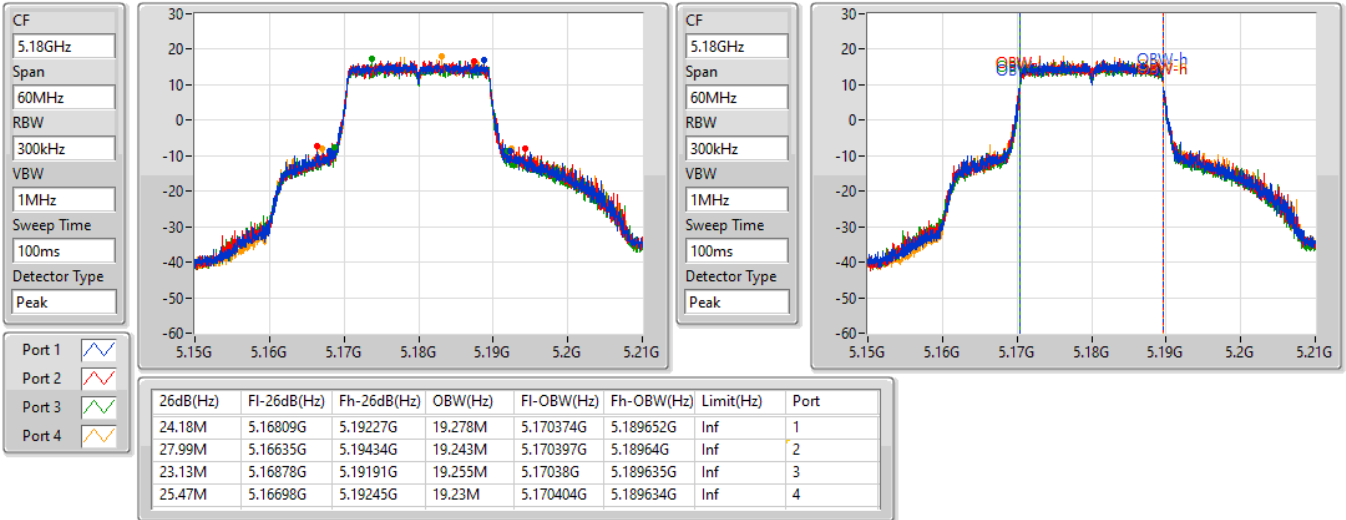 CF
5.18GHz
Span
60MHz
RBW
300kHz
VBW
1MHz
Sweep Time
100ms
Detector Type
Peak
30
20
10
0
-10
-20
-30
-40
-50
-60
5.15G 5.16G 5.17G 5.18G 5.19G 5.2G 5.21G
CF
5.18GHz
Span
60MHz
RBW
300kHz
VBW
1MHz
Sweep Time
100ms
Detector Type
Peak
30
20
10
0
-10
-20
-30
-40
-50
-60
OBW-h
OBW-h
5.15G 5.16G 5.17G 5.18G 5.19G 5.2G 5.21G
Port 1
Port 2
Port 3
Port 4
26dB(Hz) Fl-26dB(Hz) Fh-26dB(Hz) OBW(Hz) Fl-OBW(Hz) Fh-OBW(Hz) Limit(Hz) Port
24.18M 5.16809G 5.19227G 19.278M 5.170374G 5.189652G Inf 1
27.99M 5.16635G 5.19434G 19.243M 5.170397G 5.18964G Inf 2
23.13M 5.16878G 5.19191G 19.255M 5.17038G 5.189635G Inf 3
25.47M 5.16698G 5.19245G 19.23M 5.170404G 5.189634G Inf 4